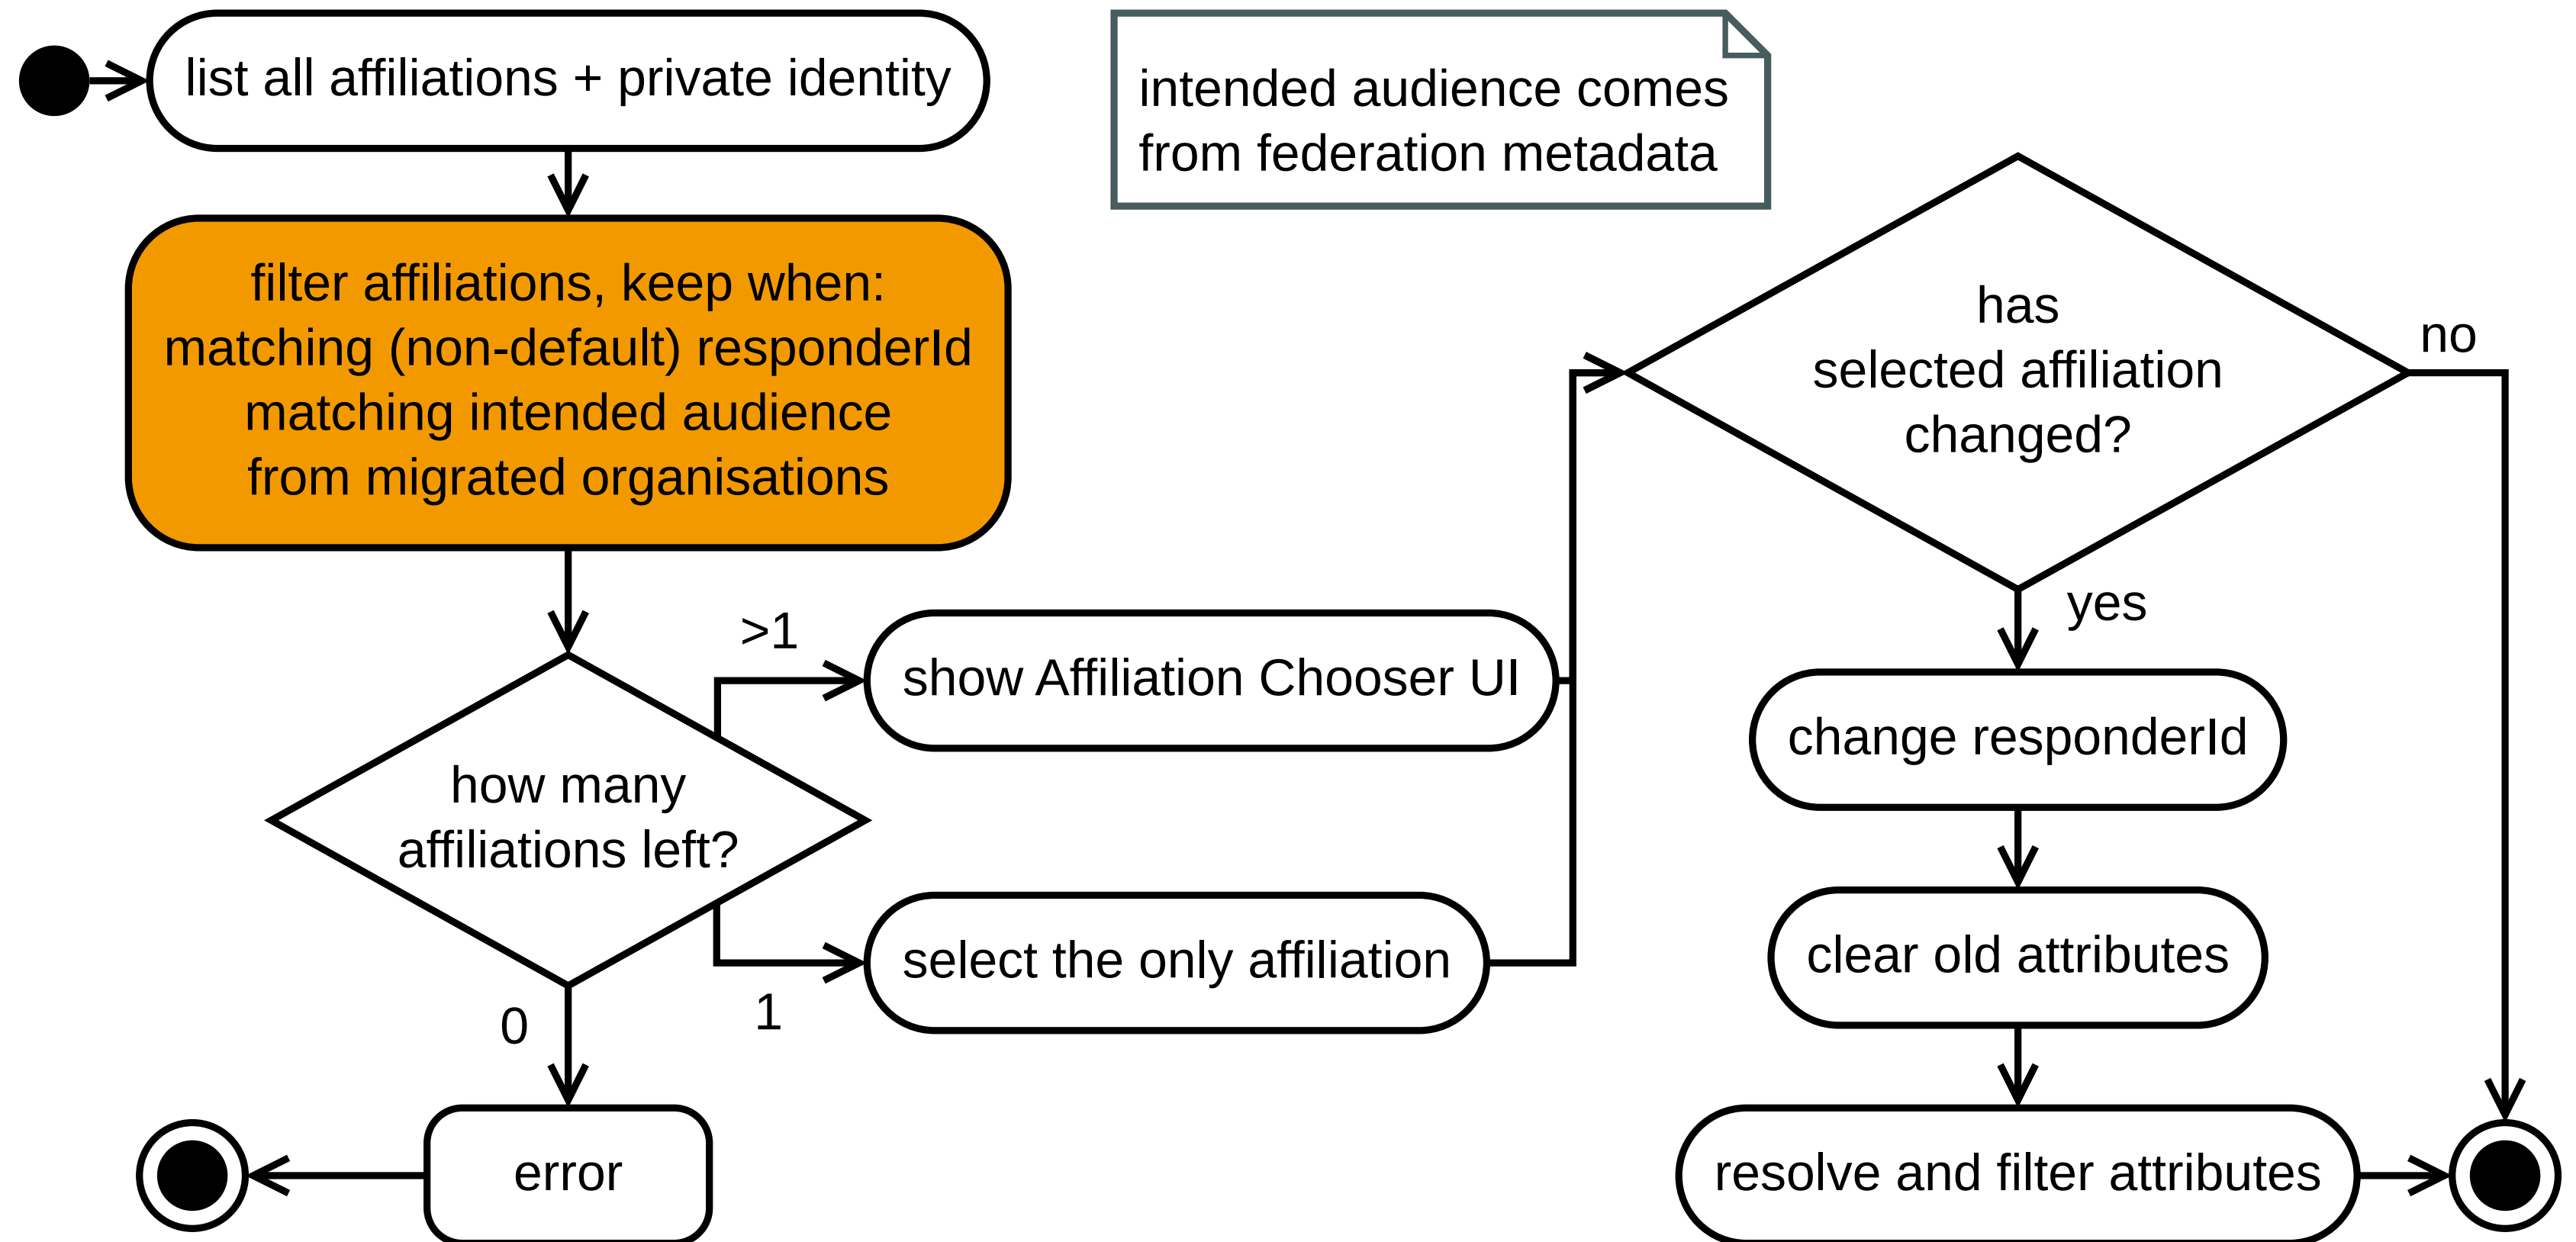 list all affiliations + private identity
intended audience comes
from federation metadata
filter affiliations, keep when:
matching (non-default) responderId
matching intended audience
from migrated organisations
has
selected affiliation
changed?
no
yes
>1
show Affiliation Chooser UI
how many
affiliations left?
change responderId
select the only affiliation
1
0
clear old attributes
error
resolve and filter attributes